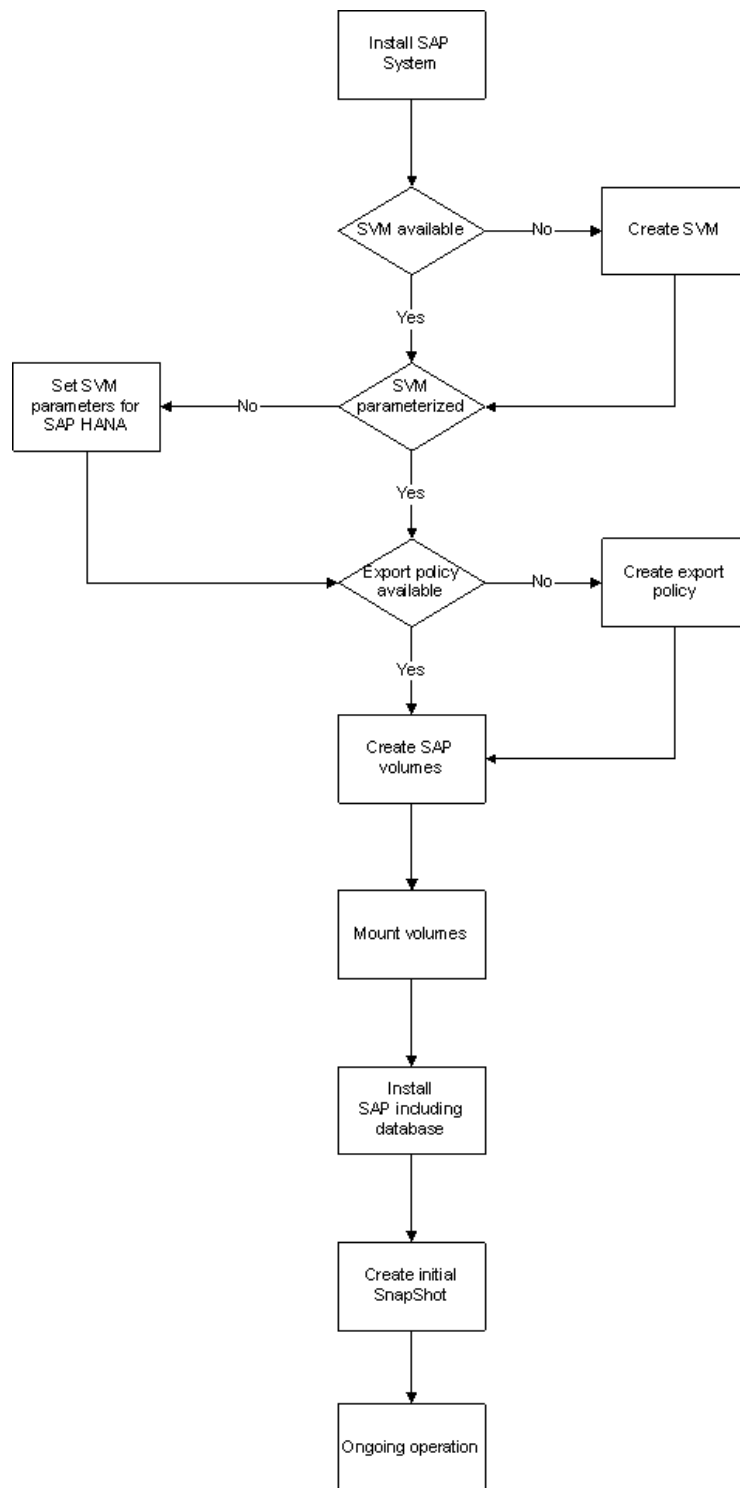 Install SAP
System
SVM available
No
Create SVM
Yes
Set SVM
parameters for
SAP HANA
No
SVM
parameterized
Yes
Export policy
available
No
Create export
policy
Yes
Create SAP
volumes
Mount volumes
Install
SAP including
database
Create initial
SnapShot
Ongoing operation